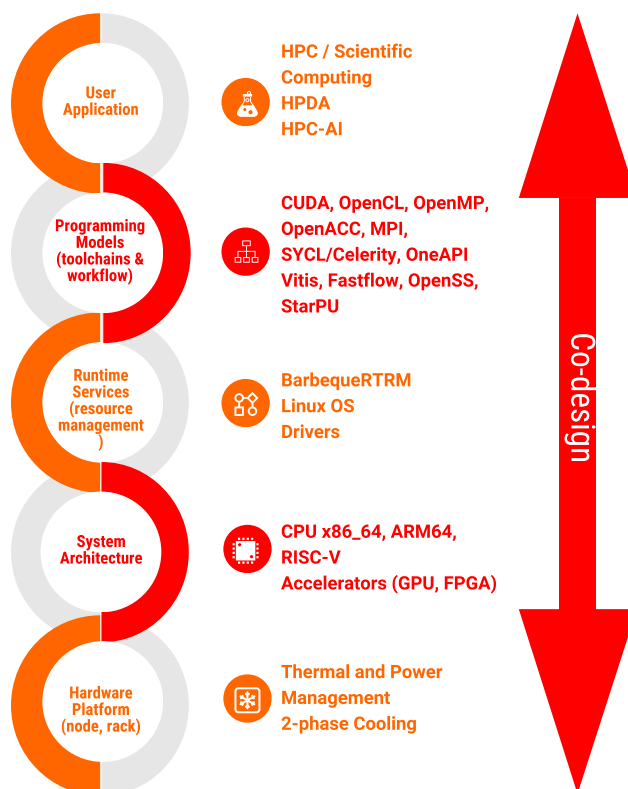 User
Application
HPC / Scientific
Computing
HPDA
HPC-AI
Programming
Models
(toolchains &
workflow)
CUDA, OpenCL, OpenMP,
OpenACC, MPI,
SYCL/Celerity, OneAPI
Vitis, Fastflow, OpenSS,
StarPU
Runtime
Services
(resource
management
)
BarbequeRTRM
Linux OS
Drivers
System
Architecture
CPU x86_64, ARM64,
RISC-V
Accelerators (GPU, FPGA)
Hardware
Platform
(node, rack)
Thermal and Power
Management
2-phase Cooling
Co-design